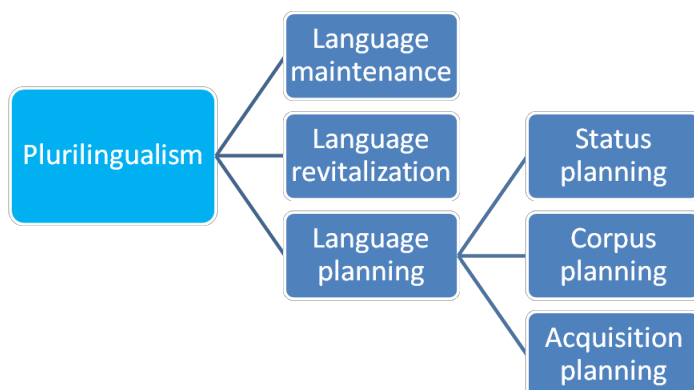 Plurilingualism
Language
maintenance
Language
revitalization
Language
planning
Status
planning
Corpus
planning
Acquisition
planning